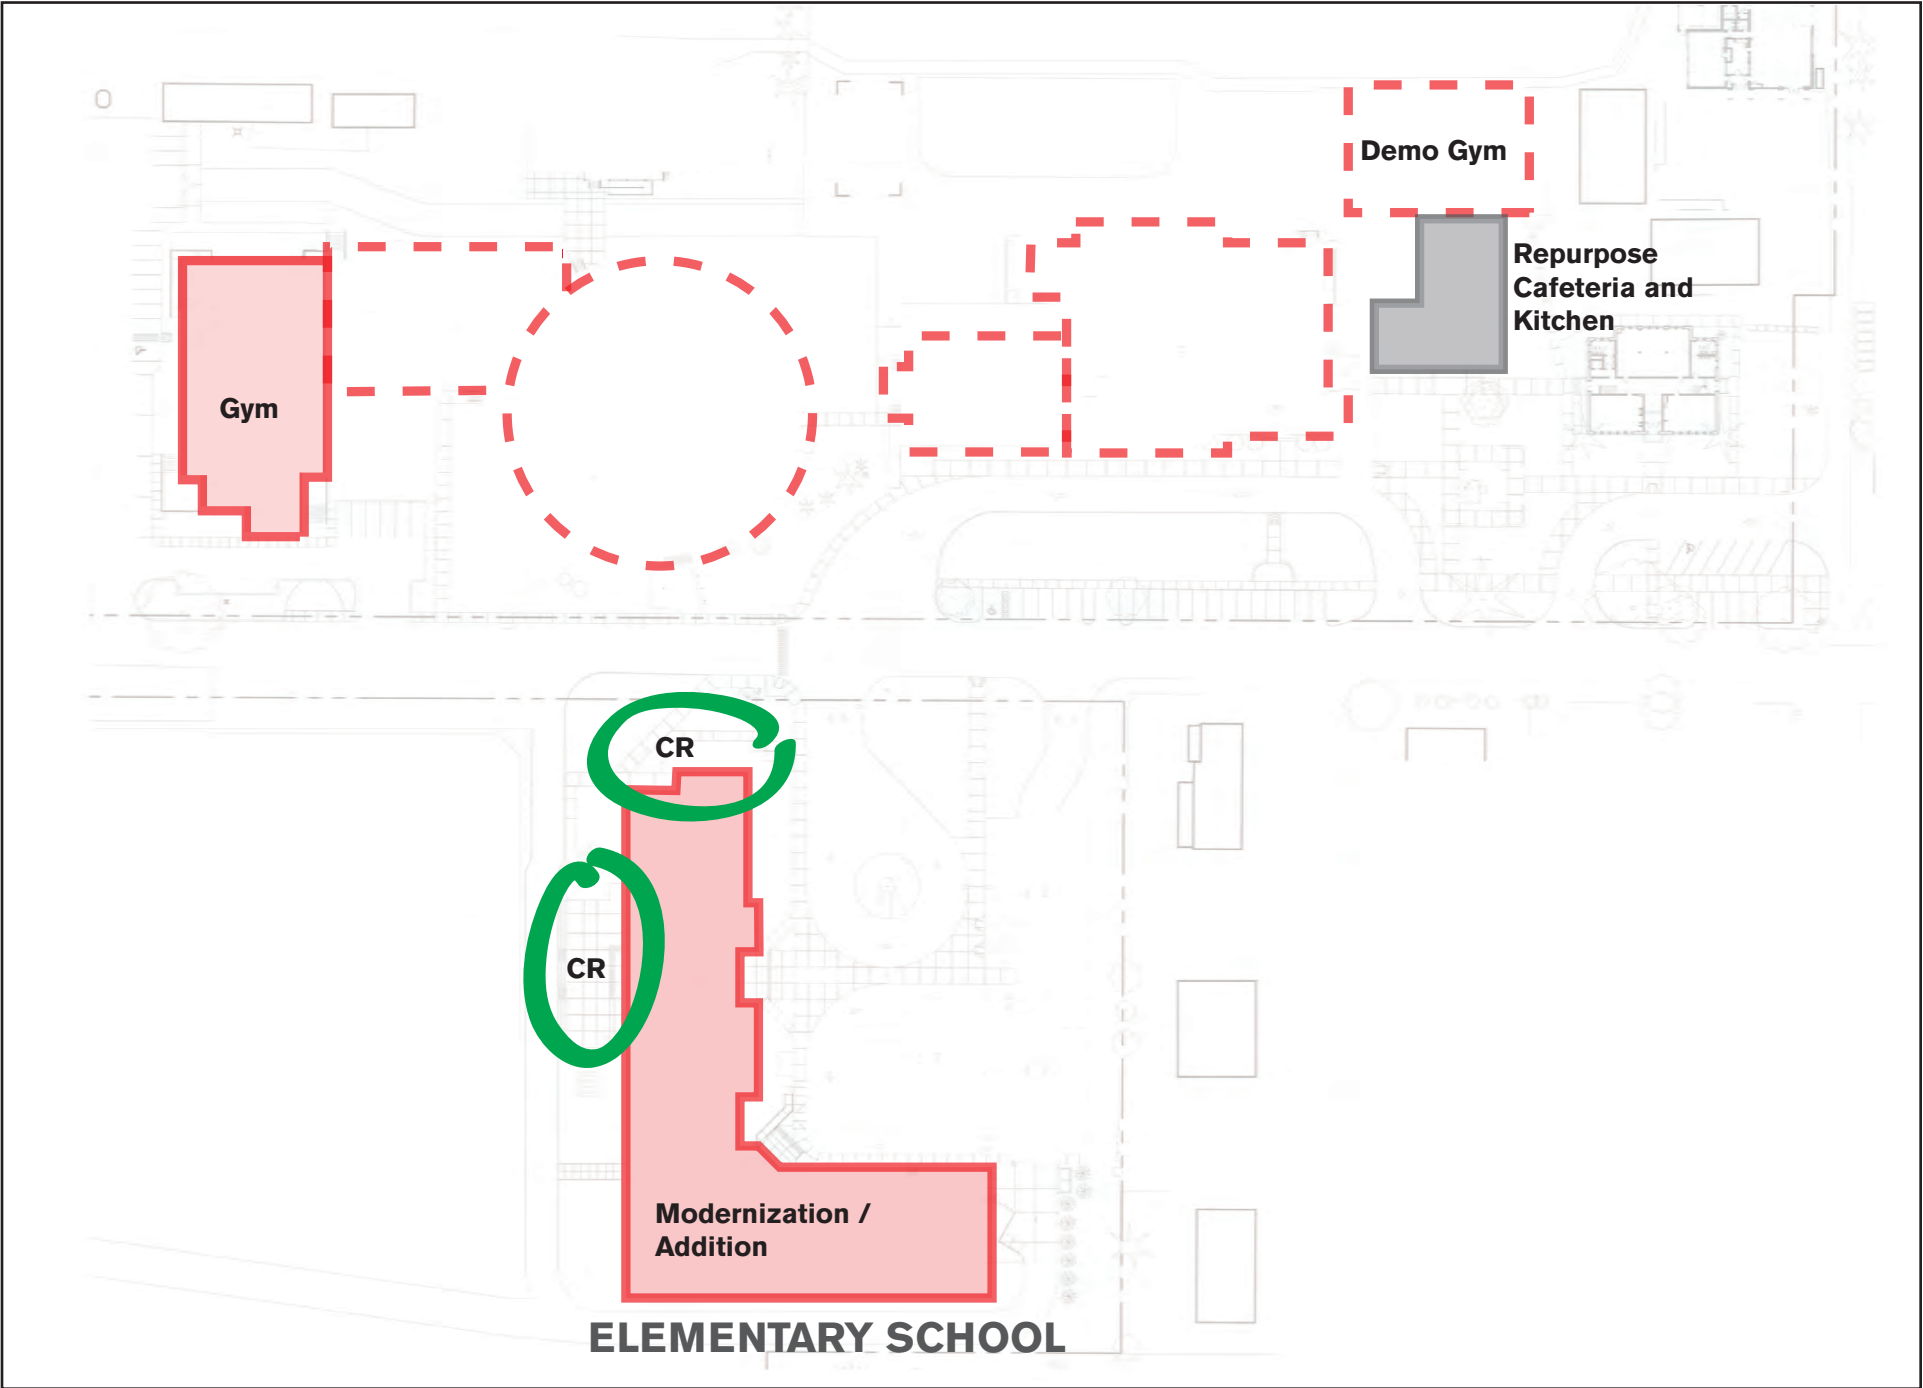 Demo Gym
Repurpose
Cafeteria and
Kitchen
Gym
CR
CR
Modernization /
Addition
ELEMENTARY SCHOOL